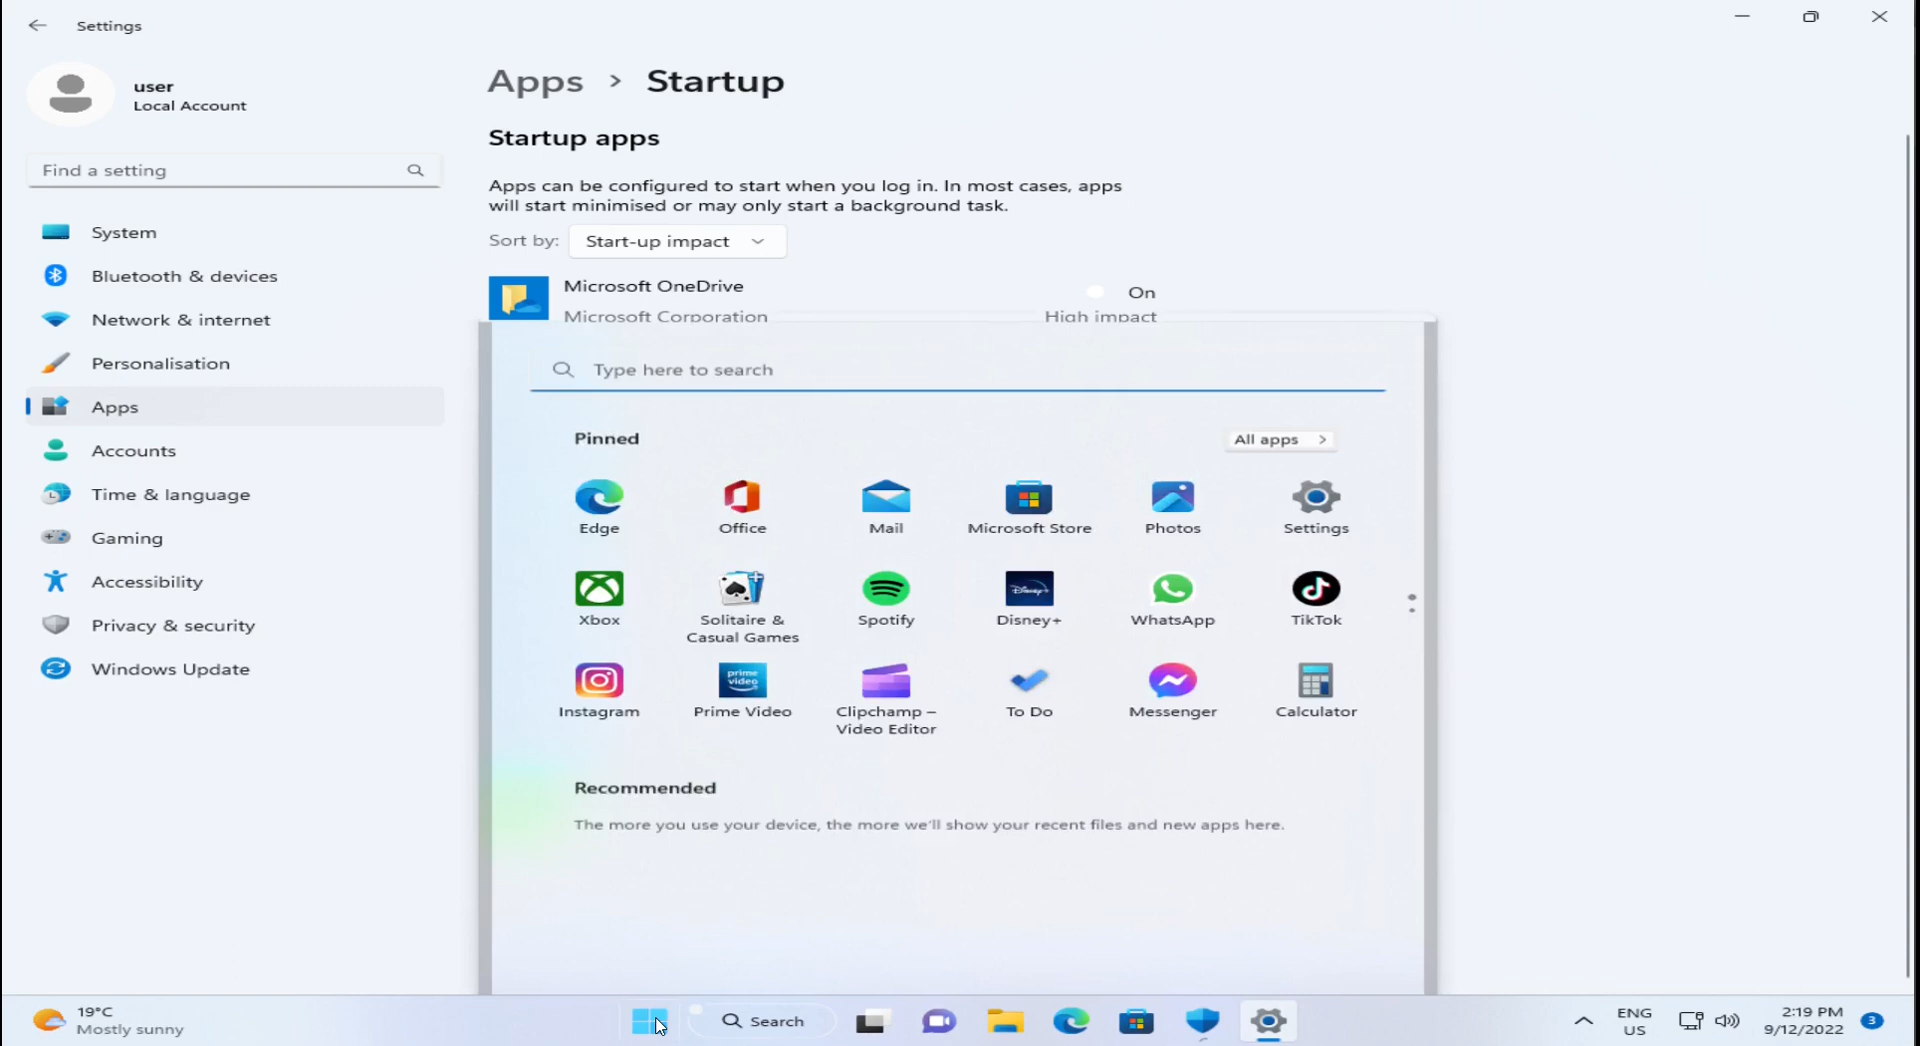 Settings
user
Local Account
Find a setting
System
Bluetooth & devices
Network & internet
Personalisation
Apps
Accounts
Time & language
Gaming
Accessibility
Privacy & security
Windows Update
Apps > Startup
Startup apps
Apps can be configured to start when you log in. In most cases, apps
will start minimised or may only start a background task.
Sort by: Start-up impact
Microsoft OneDrive
On
Microsoft Corporation
High impact
Type here to search
Pinned
All apps >
Edge
Office
Mail
Microsoft Store
Photos
Settings
Xbox
Solitaire &
Casual Games
Spotify
Disney+
Disney+
WhatsApp
TikTok
prime
video
Instagram
Prime Video
Clipchamp –
Video Editor
To Do
Messenger
Calculator
Recommended
The more you use your device, the more we'll show your recent files and new apps here.
19°C
Mostly sunny
Search
ENG
US
2:19 PM
9/12/2022
3